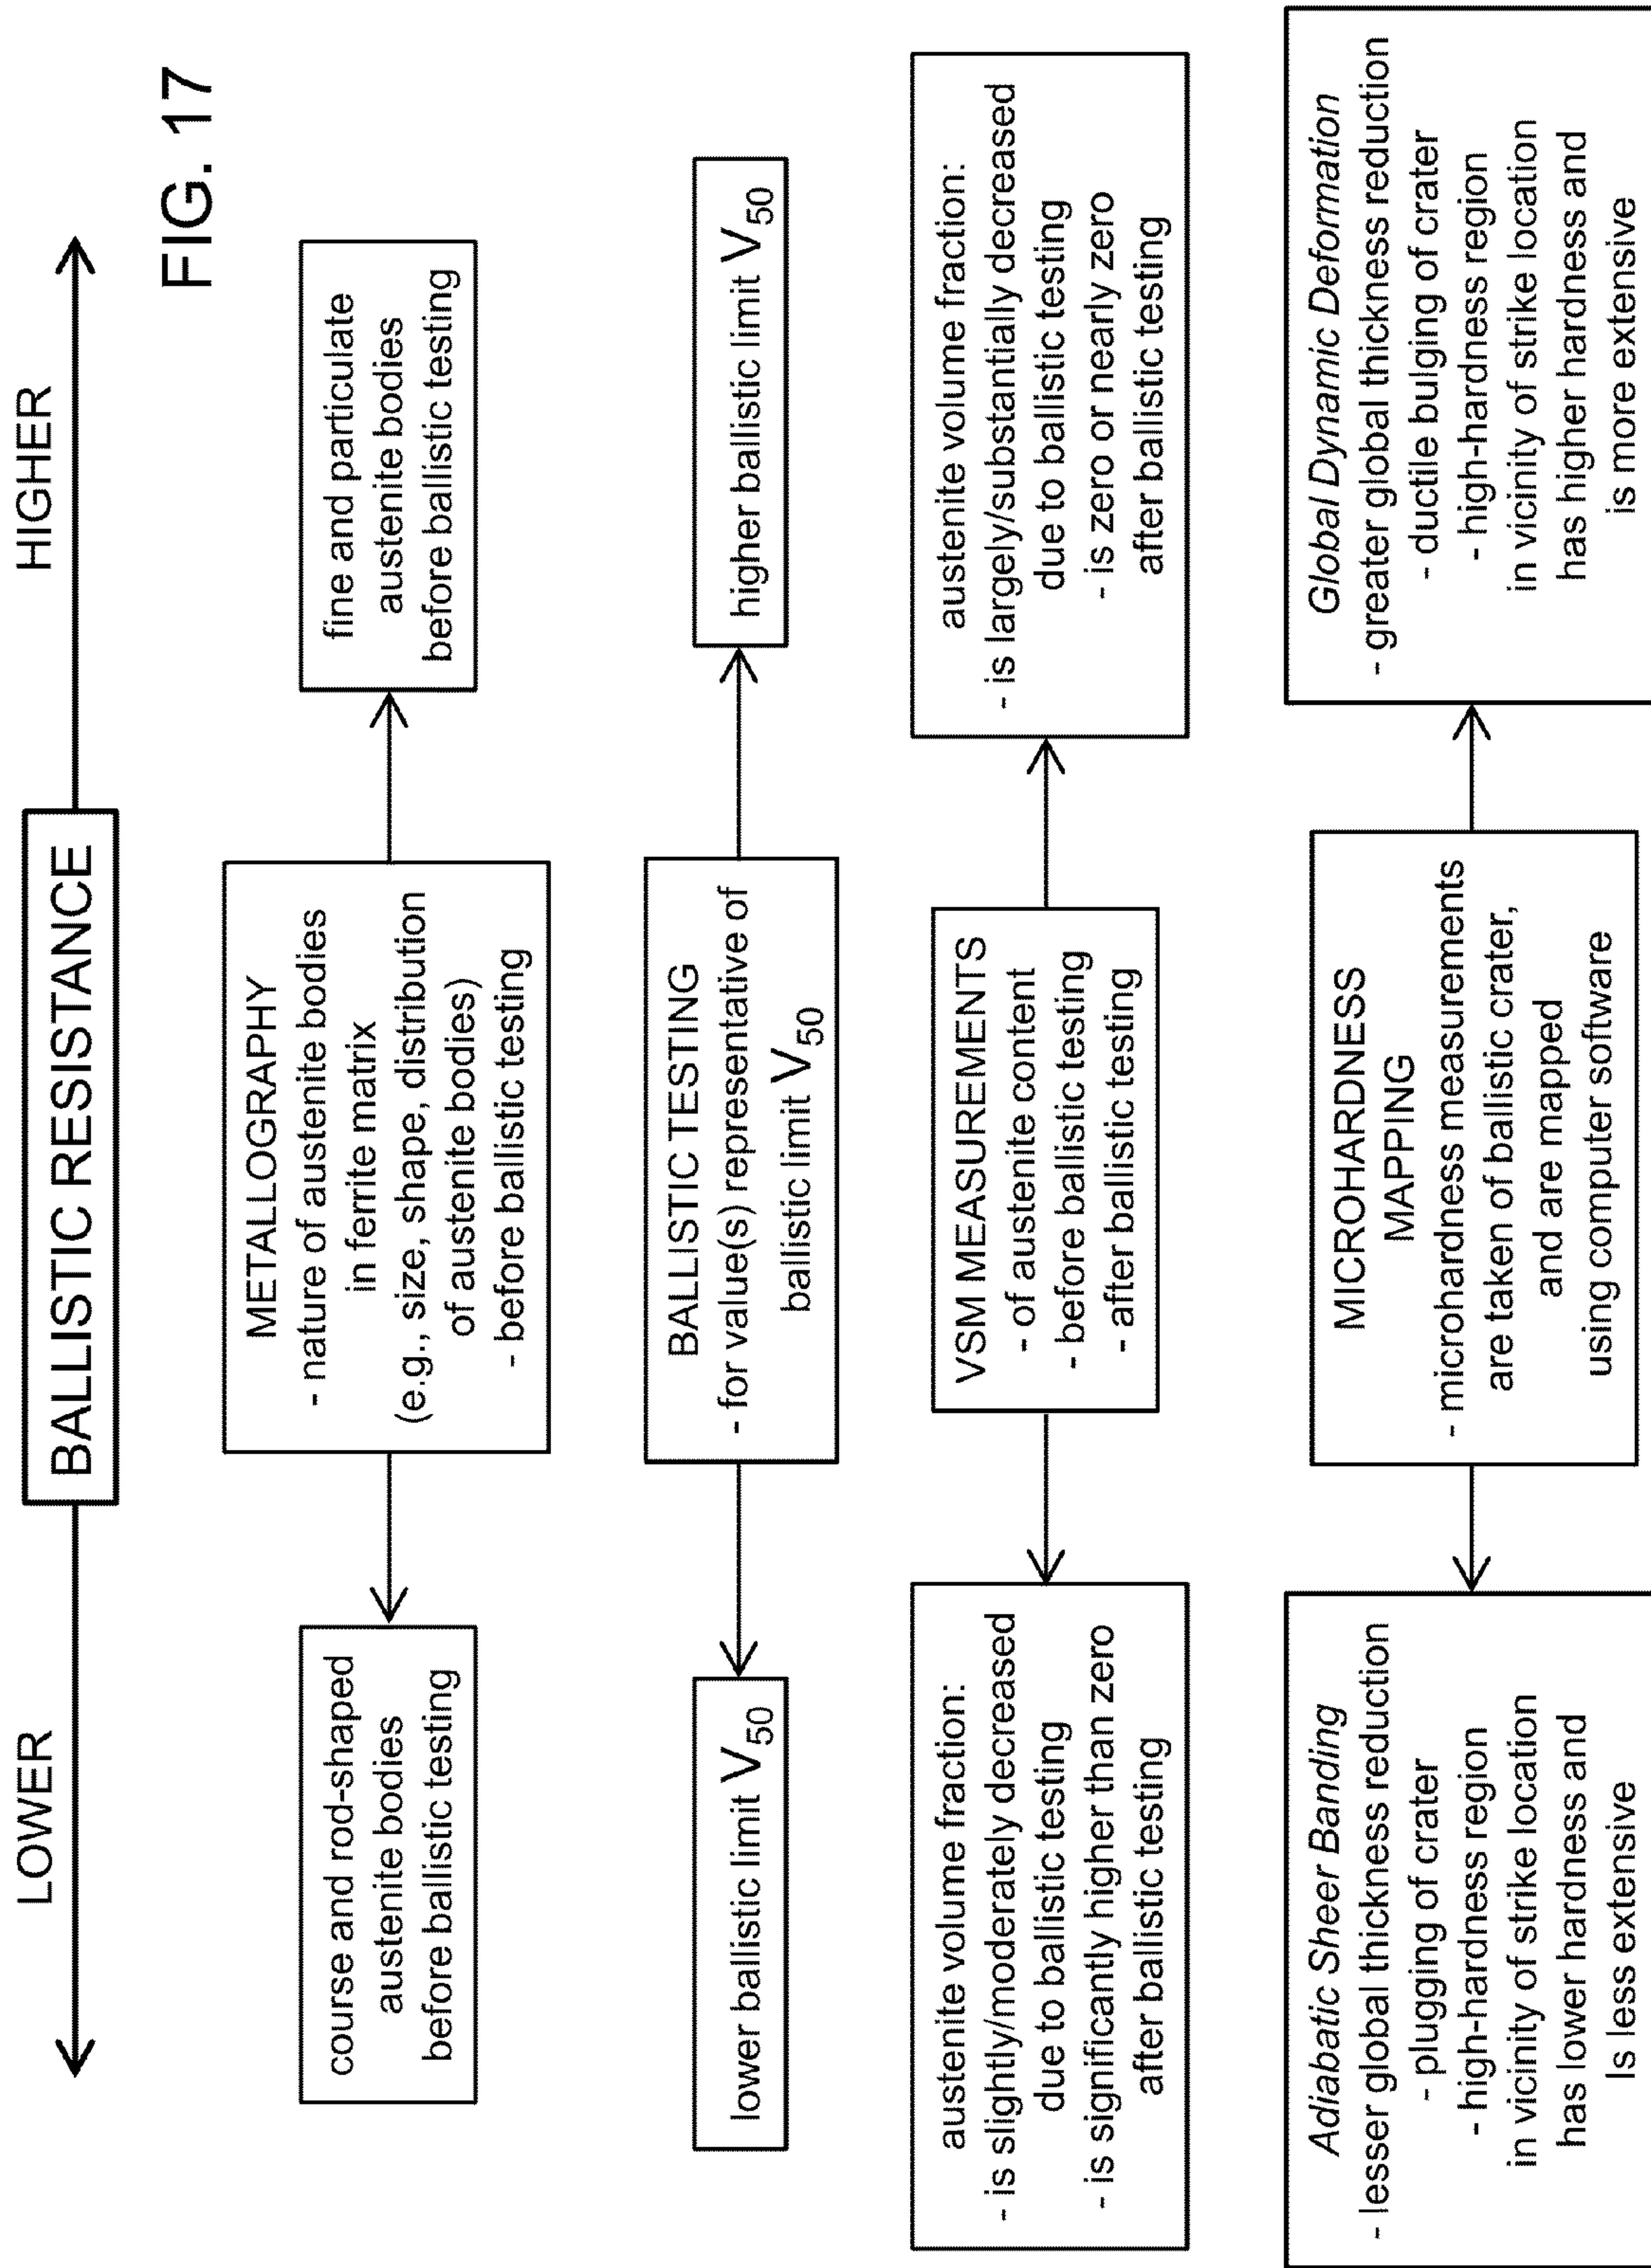 LOWER
BALLISTIC RESISTANCE
HIGHER
FIG. 17
course and rod-shaped
austenite bodies
before ballistic testing
METALLOGRAPHY
- nature of austenite bodies
in ferrite matrix
(e.g., size, shape, distribution
of austenite bodies)
- before ballistic testing
fine and particulate
austenite bodies
before ballistic testing
lower ballistic limit V50
BALLISTIC TESTING
- for value(s) representative of
ballistic limit V50
higher ballistic limit V50
austenite volume fraction:
- is slightly/moderately decreased
due to ballistic testing
- is significantly higher than zero
after ballistic testing
VSM MEASUREMENTS
- of austenite content
- before ballistic testing
- after ballistic testing
austenite volume fraction:
- is largely/substantially decreased
due to ballistic testing
- is zero or nearly zero
after ballistic testing
Adiabatic Sheer Banding
- lesser global thickness reduction
- plugging of crater
- high-hardness region
in vicinity of strike location
has lower hardness and
Is less extensive
MICROHARDNESS
MAPPING
- microhardness measurements
are taken of ballistic crater,
and are mapped
using computer software
Global Dynamic Deformation
- greater global thickness reduction
- ductile bulging of crater
- high-hardness region
in vicinity of strike location
has higher hardness and
is more extensive